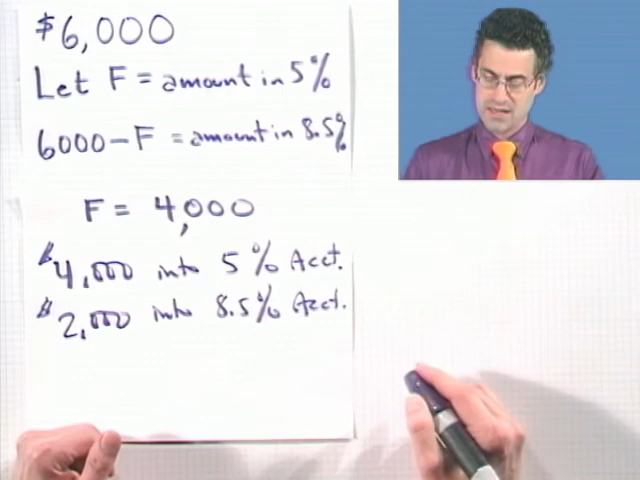 $6,000
Let F = amount in 5%
6000 - F = amount in 8.5%
F = 4,000
$4,000 into 5% Acct.
$2,000 into 8.5% Acct.